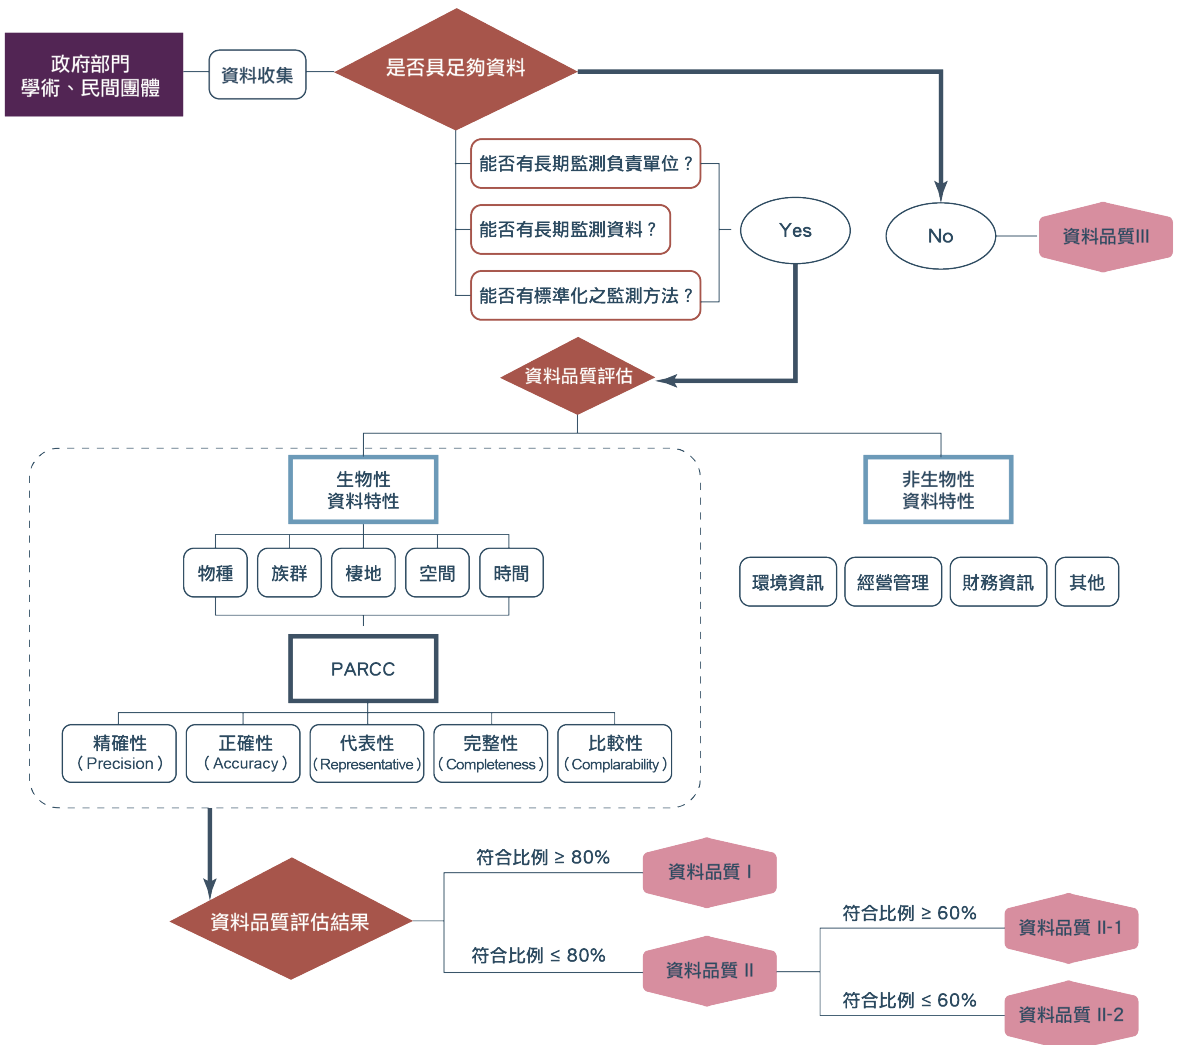 政府部門
學術、民間團體
資料收集
是否具足夠資料
能否有長期監測負責單位？
能否有長期監測資料？
能否有標準化之監測方法？
Yes
No
資料品質III
資料品質評估
生物性
資料特性
非生物性
資料特性
物種
族群
棲地
空間
時間
環境資訊
經營管理
財務資訊
其他
PARCC
精確性
（Precision）
正確性
（Accuracy）
代表性
（Representative）
完整性
（Completeness）
比較性
（Complarability）
資料品質評估結果
符合比例 ≥ 80%
資料品質 I
符合比例 ≤ 80%
資料品質 II
符合比例 ≥ 60%
資料品質 II-1
符合比例 ≤ 60%
資料品質 II-2